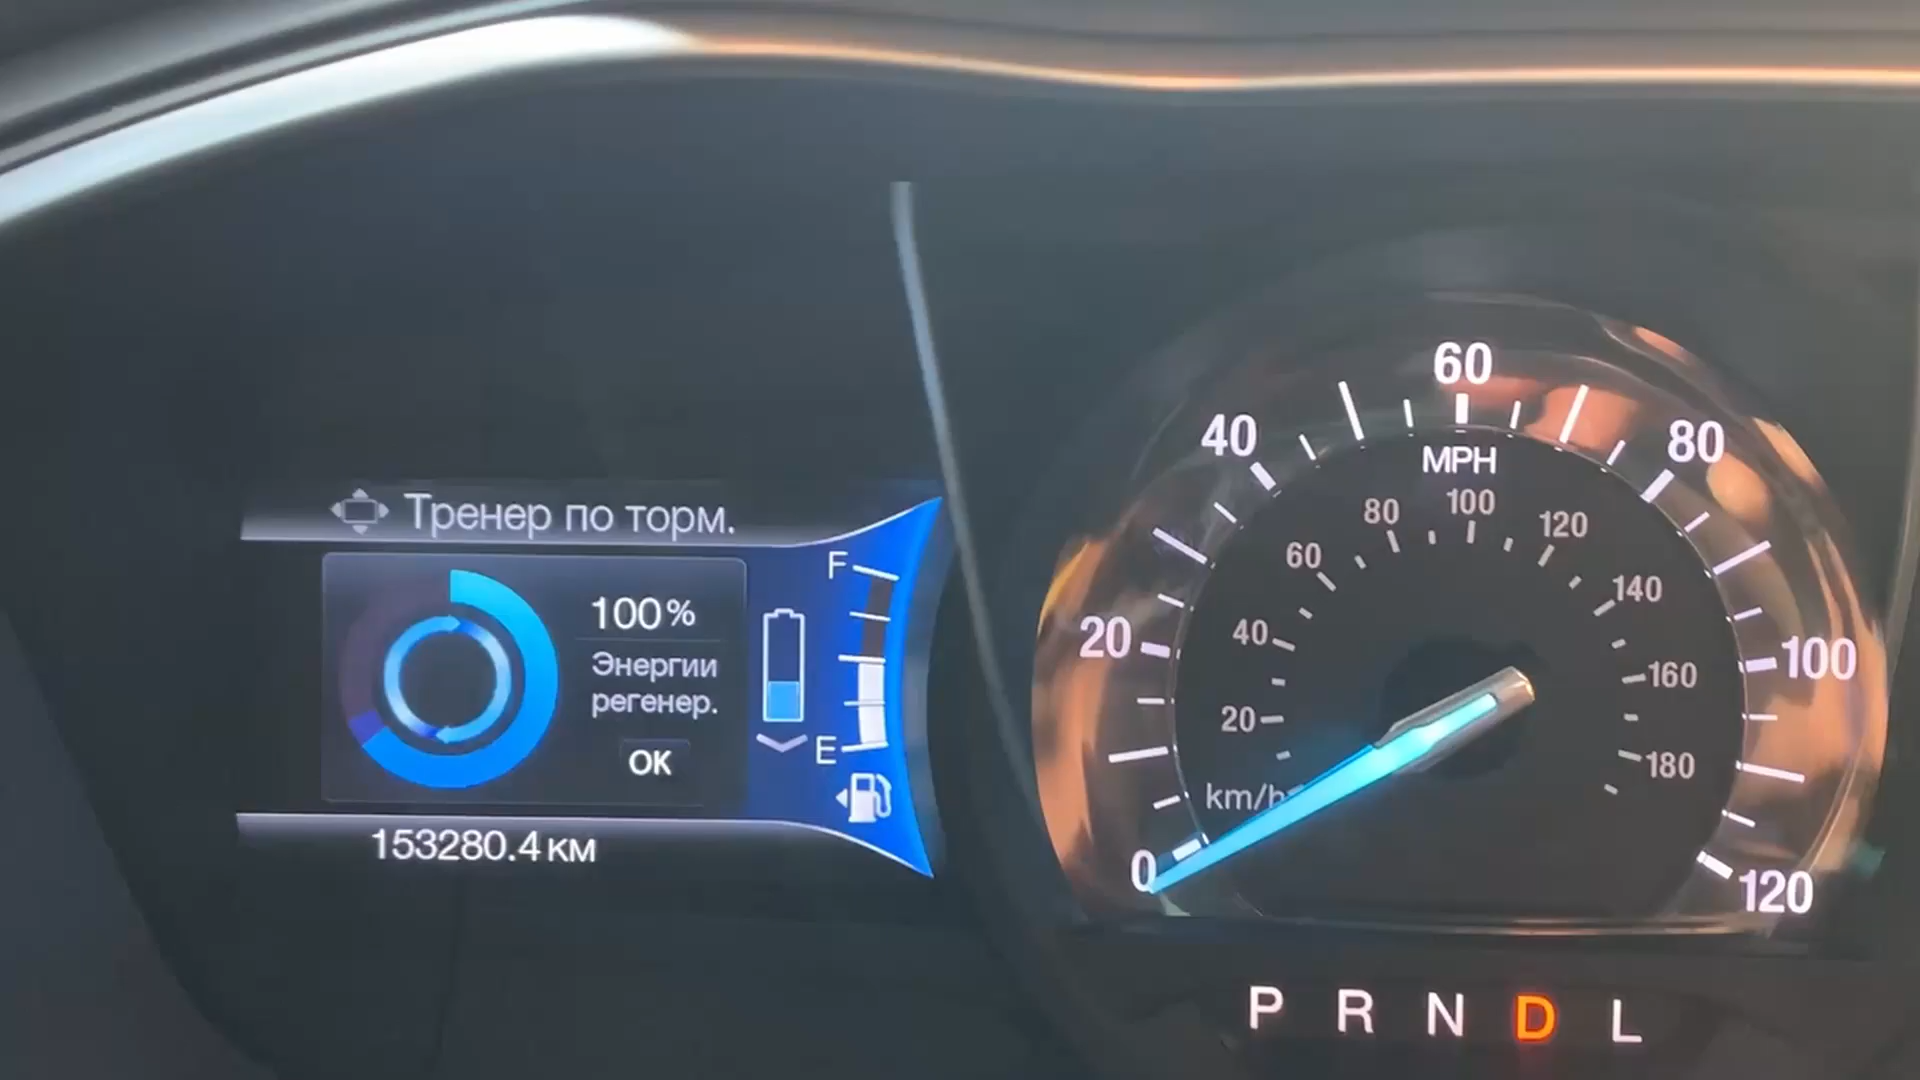 Тренер по торм.
100%
Энергии
регенер.
OK
F
E
153280.4 км
0
20
40
60
80
100
120
MPH
20
40
60
80
100
120
140
160
180
km/h
P R N D L